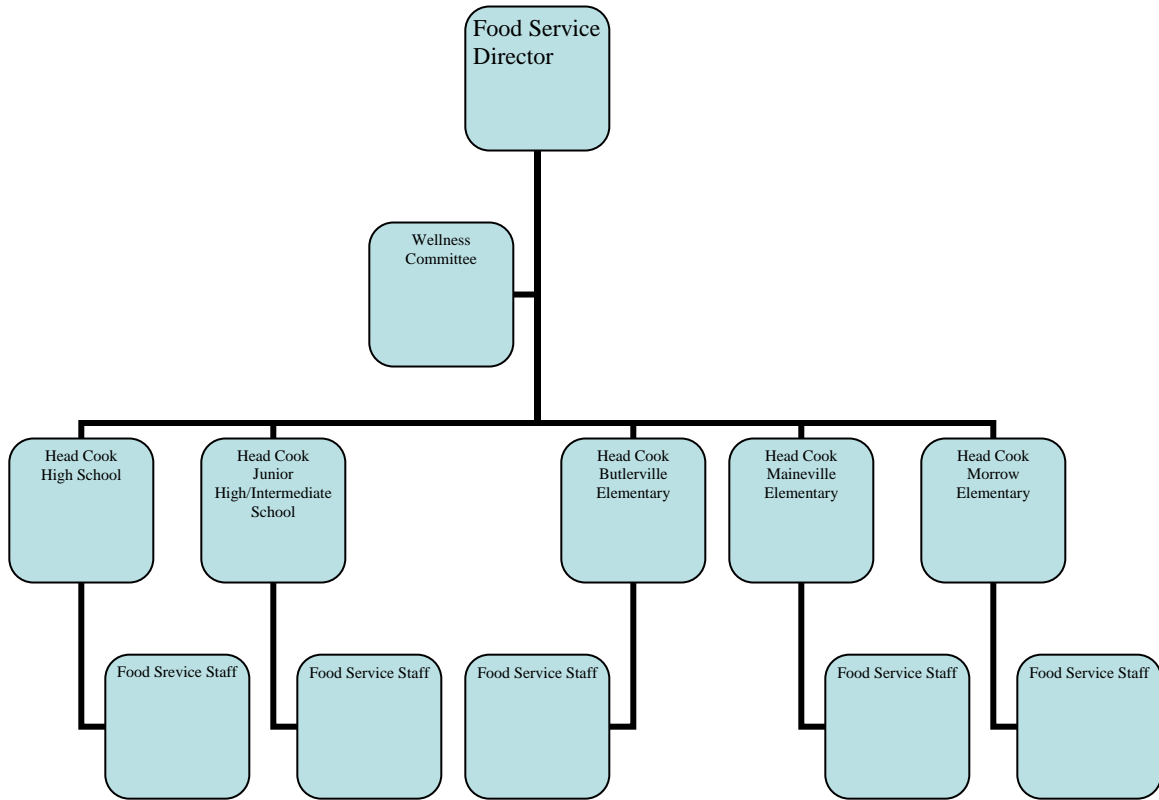 Food Service
Director
Wellness
Committee
Head Cook
High School
Head Cook
Junior
High/Intermediate
School
Head Cook
Butlerville
Elementary
Head Cook
Maineville
Elementary
Head Cook
Morrow
Elementary
Food Srevice Staff
Food Service Staff
Food Service Staff
Food Service Staff
Food Service Staff